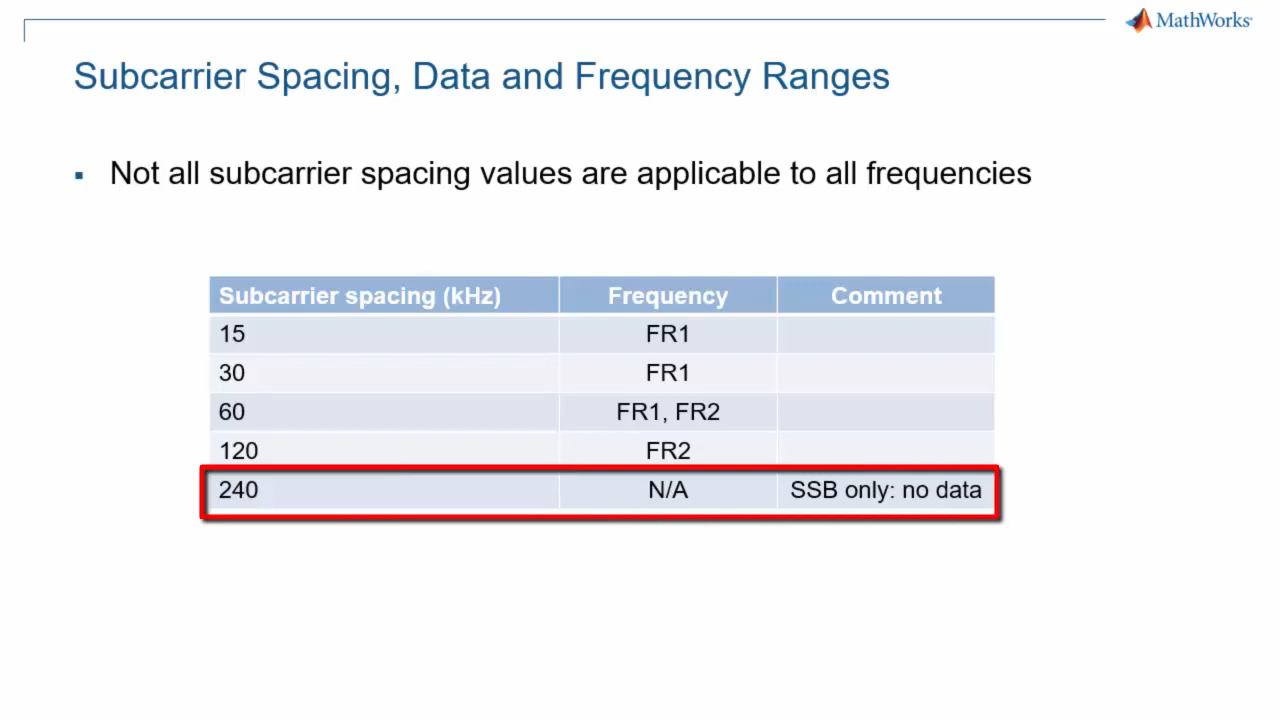 MathWorks
Subcarrier Spacing, Data and Frequency Ranges
Not all subcarrier spacing values are applicable to all frequencies
Subcarrier spacing (kHz) Frequency Comment
15 FR1
30 FR1
60 FR1, FR2
120 FR2
240 N/A SSB only: no data